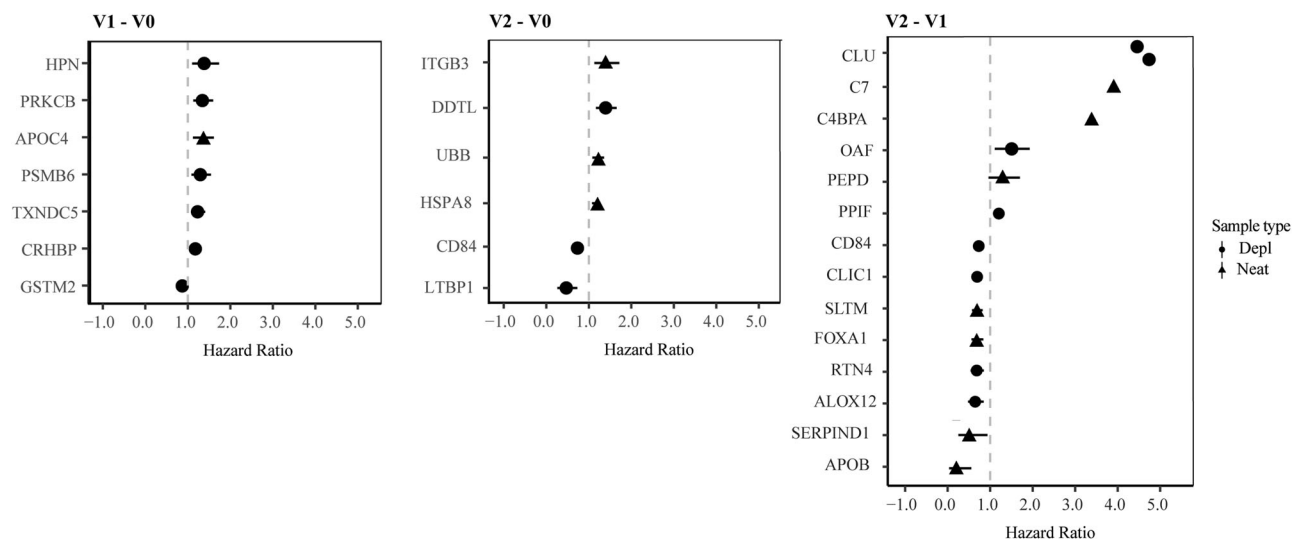 V1 - V0
HPN
PRKCB
APOC4
PSMB6
TXNDC5
CRHBP
GSTM2
−1.0 0.0 1.0 2.0 3.0 4.0 5.0
Hazard Ratio
V2 - V0
ITGB3
DDTL
UBB
HSPA8
CD84
LTBP1
−1.0 0.0 1.0 2.0 3.0 4.0 5.0
Hazard Ratio
V2 - V1
CLU
C7
C4BPA
OAF
PEPD
PPIF
CD84
CLIC1
SLTM
FOXA1
RTN4
ALOX12
SERPIND1
APOB
−1.0 0.0 1.0 2.0 3.0 4.0 5.0
Hazard Ratio
Sample type
Depl
Neat